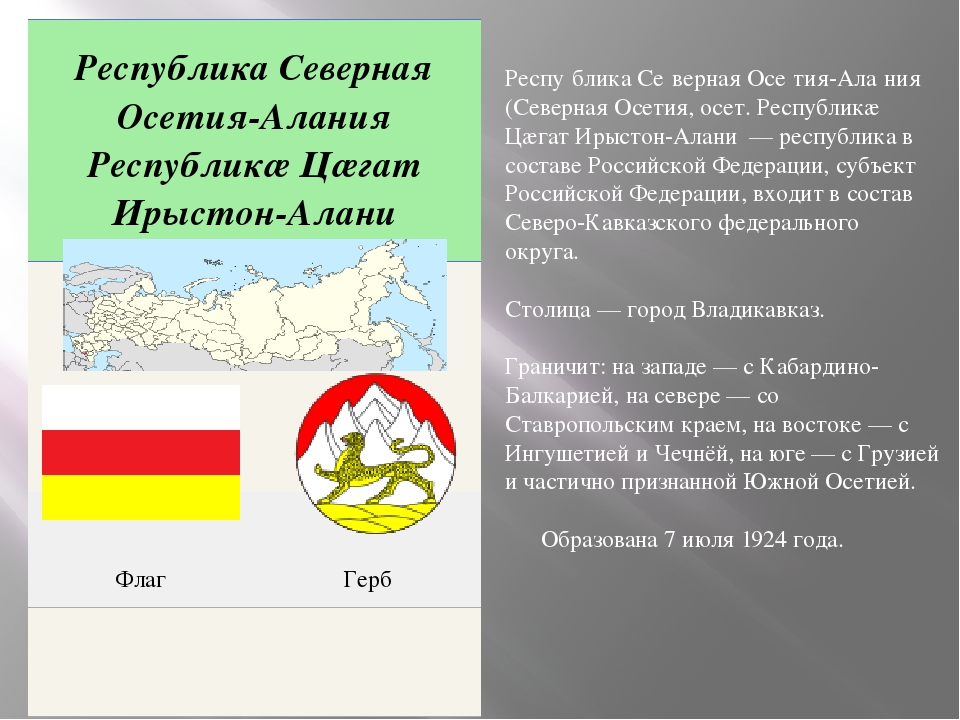 Республика Северная
Осетия-Алания
Республикæ Цæгат
Ирыстон-Алани
Флаг
Герб
Респу блика Се верная Осе тия-Ала ния
(Северная Осетия, осет. Республикæ
Цæгат Ирыстон-Алани — республика в
составе Российской Федерации, субъект
Российской Федерации, входит в состав
Северо-Кавказского федерального
округа.
Столица — город Владикавказ.
Граничит: на западе — с Кабардино-
Балкарией, на севере — со
Ставропольским краем, на востоке — с
Ингушетией и Чечнёй, на юге — с Грузией
и частично признанной Южной Осетией.
Образована 7 июля 1924 года.